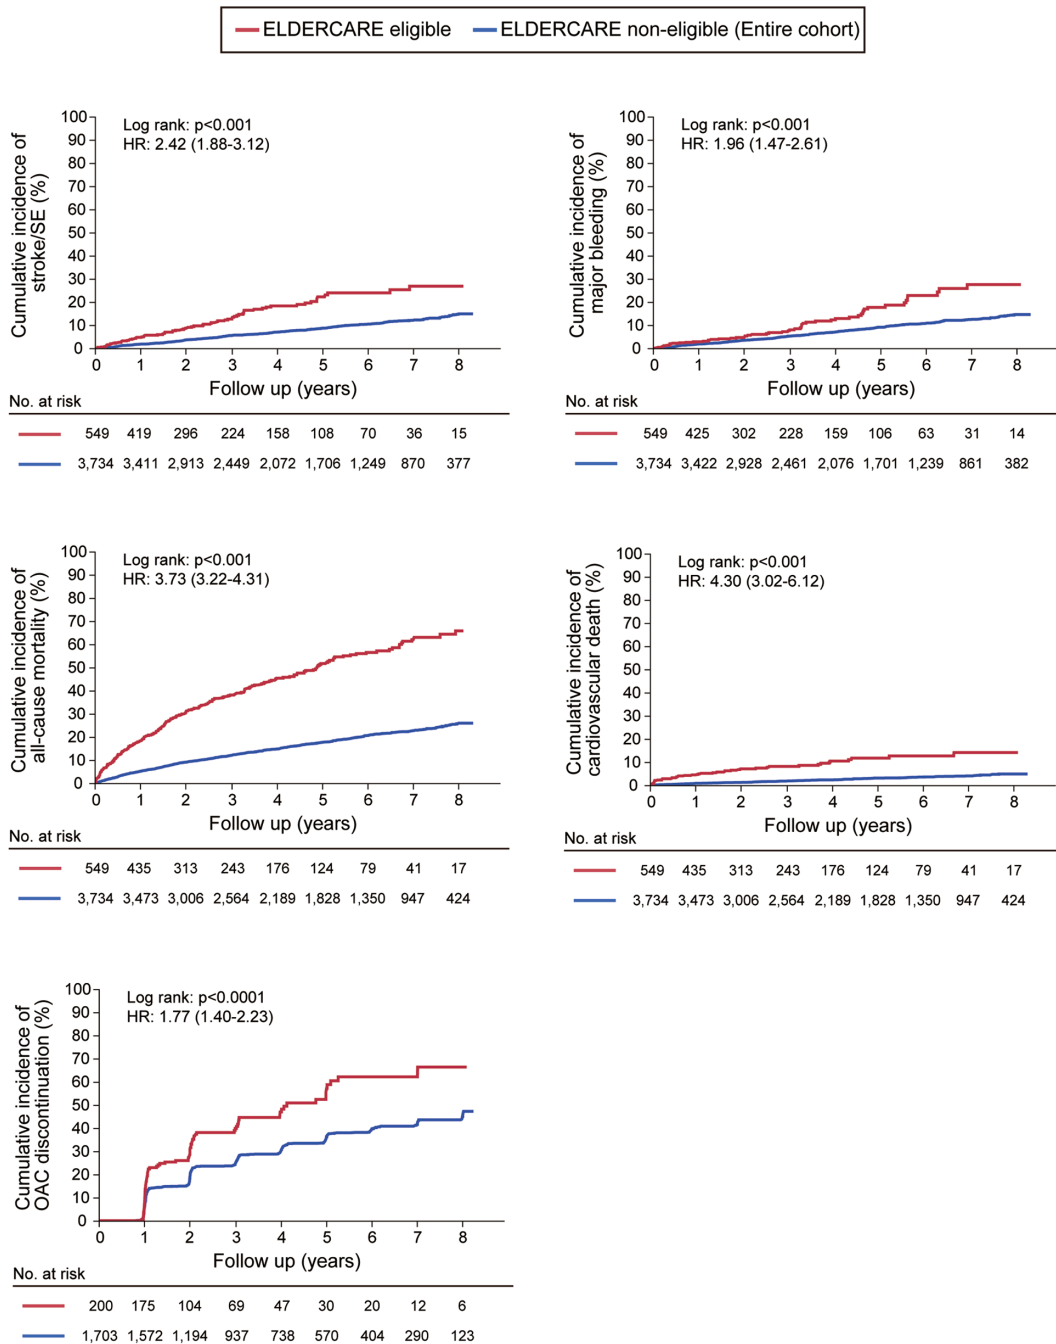 ELDERCARE eligible ELDERCARE non-eligible (Entire cohort)
Cumulative incidence of
stroke/SE (%)
Log rank: p<0.001
HR: 2.42 (1.88-3.12)
100
90
80
70
60
50
40
30
20
10
0
0 1 2 3 4 5 6 7 8
Follow up (years)
No. at risk
549 419 296 224 158 108 70 36 15
3,734 3,411 2,913 2,449 2,072 1,706 1,249 870 377
Cumulative incidence of
major bleeding (%)
Log rank: p<0.001
HR: 1.96 (1.47-2.61)
100
90
80
70
60
50
40
30
20
10
0
0 1 2 3 4 5 6 7 8
Follow up (years)
No. at risk
549 425 302 228 159 106 63 31 14
3,734 3,422 2,928 2,461 2,076 1,701 1,239 861 382
Cumulative incidence of
all-cause mortality (%)
Log rank: p<0.001
HR: 3.73 (3.22-4.31)
100
90
80
70
60
50
40
30
20
10
0
0 1 2 3 4 5 6 7 8
Follow up (years)
No. at risk
549 435 313 243 176 124 79 41 17
3,734 3,473 3,006 2,564 2,189 1,828 1,350 947 424
Cumulative incidence of
cardiovascular death (%)
Log rank: p<0.001
HR: 4.30 (3.02-6.12)
100
90
80
70
60
50
40
30
20
10
0
0 1 2 3 4 5 6 7 8
Follow up (years)
No. at risk
549 435 313 243 176 124 79 41 17
3,734 3,473 3,006 2,564 2,189 1,828 1,350 947 424
Cumulative incidence of
OAC discontinuation (%)
Log rank: p<0.0001
HR: 1.77 (1.40-2.23)
100
90
80
70
60
50
40
30
20
10
0
0 1 2 3 4 5 6 7 8
Follow up (years)
No. at risk
200 175 104 69 47 30 20 12 6
1,703 1,572 1,194 937 738 570 404 290 123